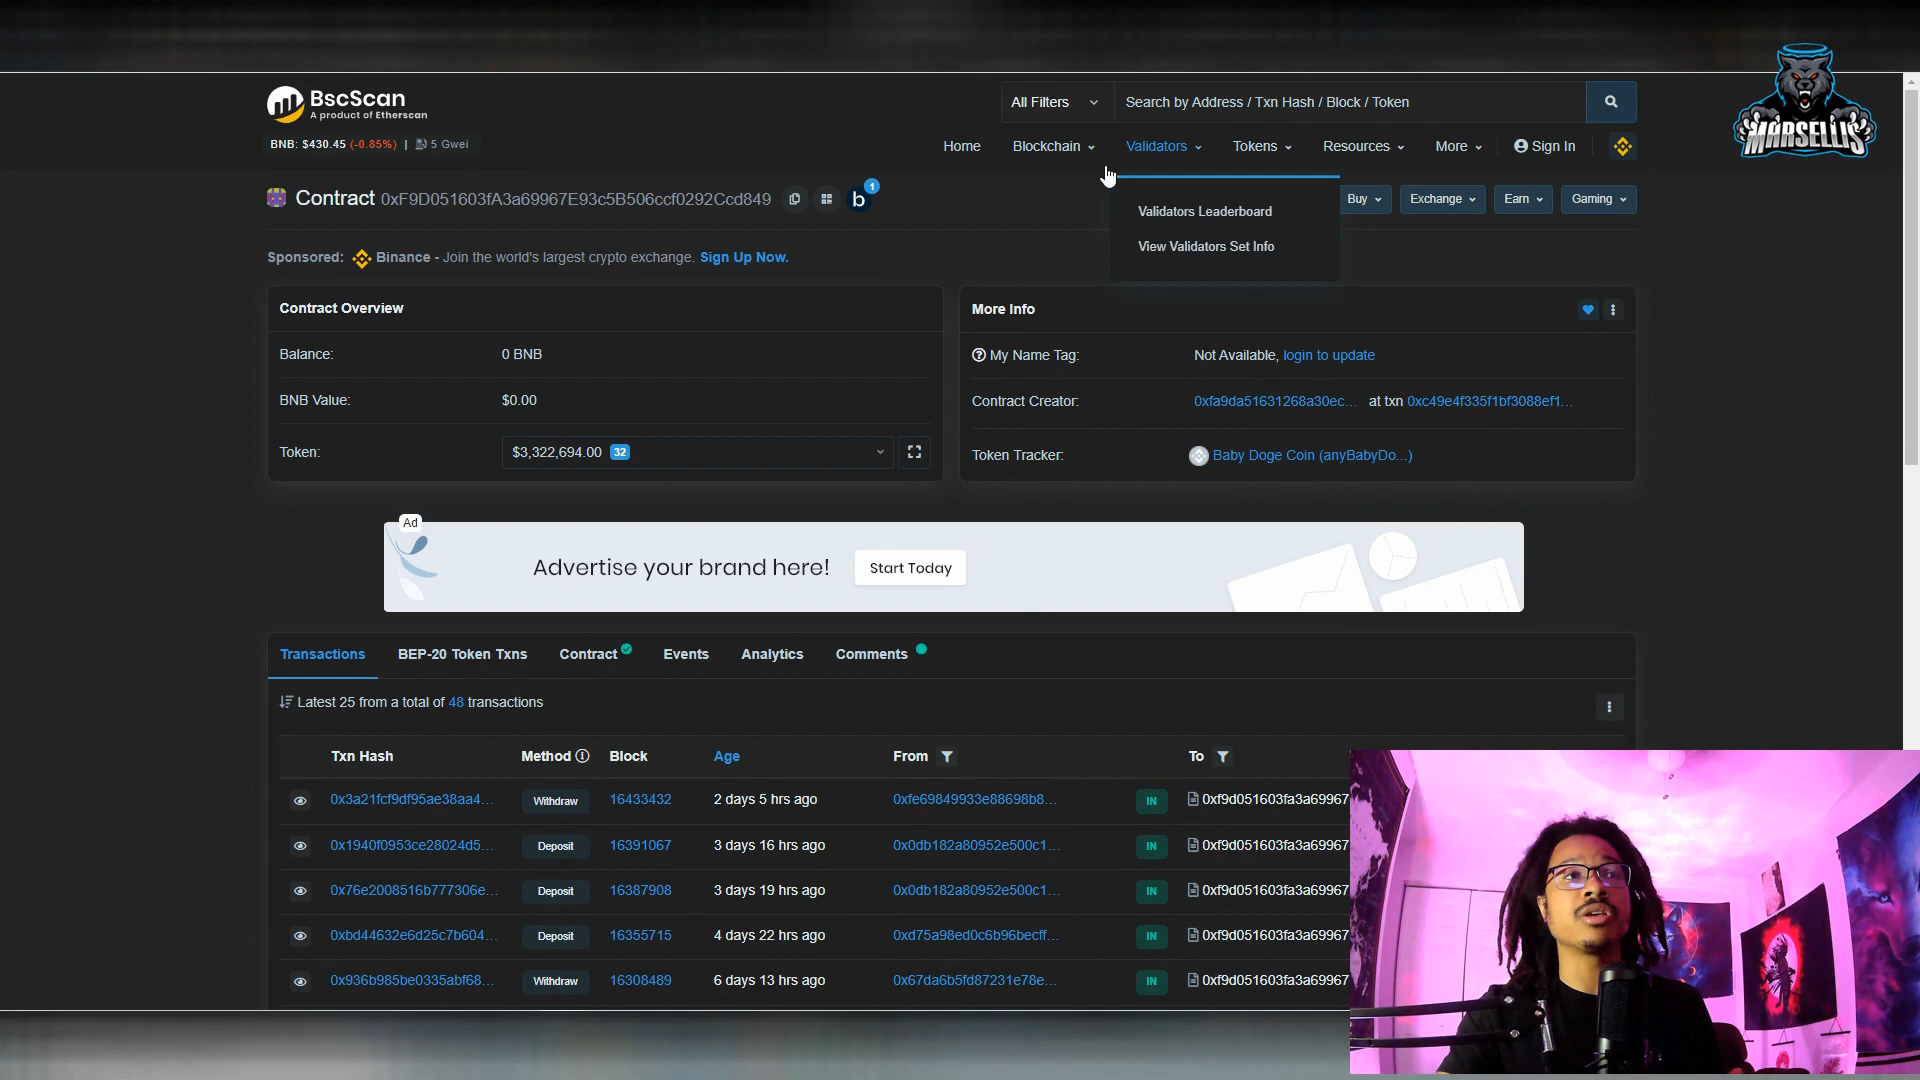 BscScan
A product of Etherscan
All Filters
Search by Address / Txn Hash / Block / Token
MARSELLIS
BNB: $430.45 (-0.85%) | 5 Gwei
Home Blockchain Validators Tokens Resources More Sign In
Contract 0xF9D051603fA3a69967E93c5B506ccf0292Ccd849
b 1
Buy Exchange Earn Gaming
Validators Leaderboard
View Validators Set Info
Sponsored: Binance - Join the world's largest crypto exchange. Sign Up Now.
Contract Overview
Balance: 0 BNB
BNB Value: $0.00
Token: $3,322,694.00 32
More Info
My Name Tag: Not Available, login to update
Contract Creator: 0xfa9da51631268a30ec... at txn 0xc49e4f335f1bf3088ef1...
Token Tracker: Baby Doge Coin (anyBabyDo...)
Ad
Advertise your brand here! Start Today
Transactions BEP-20 Token Txns Contract Events Analytics Comments
Latest 25 from a total of 48 transactions
Txn Hash Method Block Age From To
0x3a21fcf9df95ae38aa4... Withdraw 16433432 2 days 5 hrs ago 0xfe69849933e88698b8... IN 0xf9d051603fa3a69967
0x1940f0953ce28024d5... Deposit 16391067 3 days 16 hrs ago 0x0db182a80952e500c1... IN 0xf9d051603fa3a69967
0x76e2008516b777306e... Deposit 16387908 3 days 19 hrs ago 0x0db182a80952e500c1... IN 0xf9d051603fa3a69967
0xbd44632e6d25c7b604... Deposit 16355715 4 days 22 hrs ago 0xd75a98ed0c6b96becff... IN 0xf9d051603fa3a69967
0x936b985be0335abf68... Withdraw 16308489 6 days 13 hrs ago 0x67da6b5fd87231e78e... IN 0xf9d051603fa3a69967